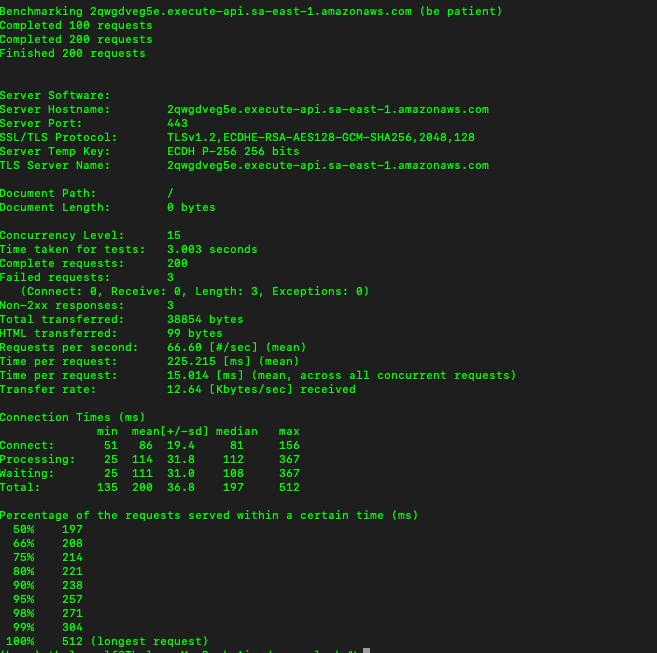 Benchmarking 2qwgdveg5e.execute-api.sa-east-1.amazonaws.com (be patient)
Completed 100 requests
Completed 200 requests
Finished 200 requests
Server Software:
Server Hostname:        2qwgdveg5e.execute-api.sa-east-1.amazonaws.com
Server Port:            443
SSL/TLS Protocol:       TLSv1.2,ECDHE-RSA-AES128-GCM-SHA256,2048,128
Server Temp Key:        ECDH P-256 256 bits
TLS Server Name:        2qwgdveg5e.execute-api.sa-east-1.amazonaws.com
Document Path:          /
Document Length:        0 bytes
Concurrency Level:      15
Time taken for tests:   3.003 seconds
Complete requests:      200
Failed requests:        3
   (Connect: 0, Receive: 0, Length: 3, Exceptions: 0)
Non-2xx responses:      3
Total transferred:      38854 bytes
HTML transferred:       99 bytes
Requests per second:    66.60 [#/sec] (mean)
Time per request:       225.215 [ms] (mean)
Time per request:       15.014 [ms] (mean, across all concurrent requests)
Transfer rate:          12.64 [Kbytes/sec] received
Connection Times (ms)
              min  mean[+/-sd] median   max
Connect:       51   86  19.4     81     156
Processing:    25  114  31.8    112     367
Waiting:       25  111  31.0    108     367
Total:        135  200  36.8    197     512
Percentage of the requests served within a certain time (ms)
  50%    197
  66%    208
  75%    214
  80%    221
  90%    238
  95%    257
  98%    271
  99%    304
 100%    512 (longest request)